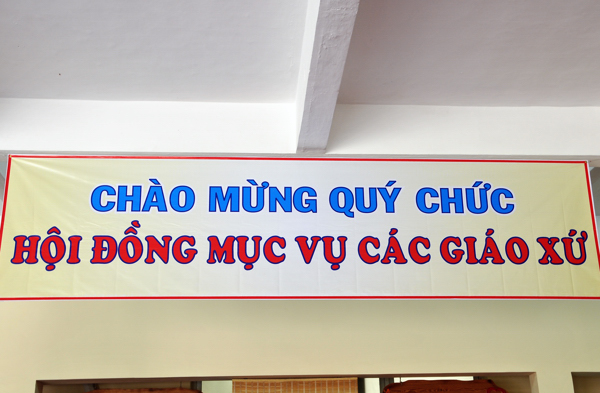 CHÀO MỪNG QUÝ CHỨC
HỘI ĐỒNG MỤC VỤ CÁC GIÁO XỨ